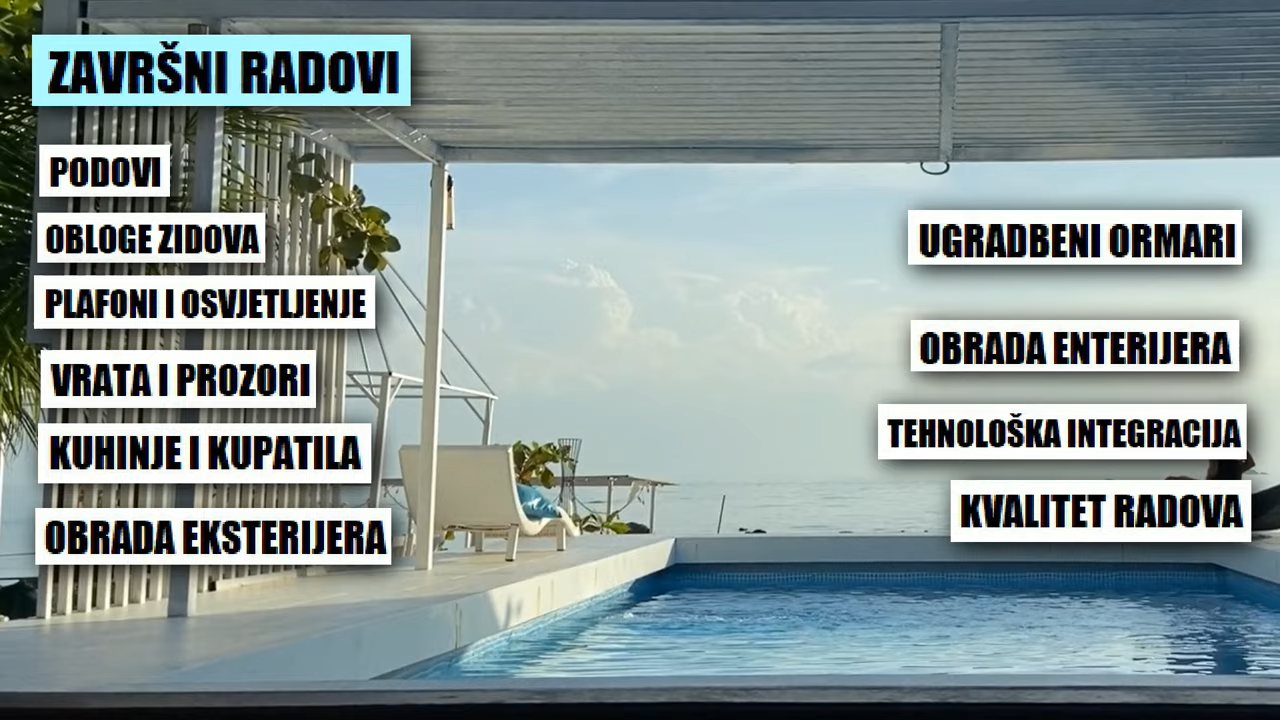 ZAVRŠNI RADOVI
PODOVI
OBLOGE ZIDOVA
PLAFONI I OSVJETLJENJE
VRATA I PROZORI
KUHINJE I KUPATILA
OBRADA EKSTERIJERA
UGRADBENI ORMARI
OBRADA ENTERIJERA
TEHNOLOŠKA INTEGRACIJA
KVALITET RADOVA